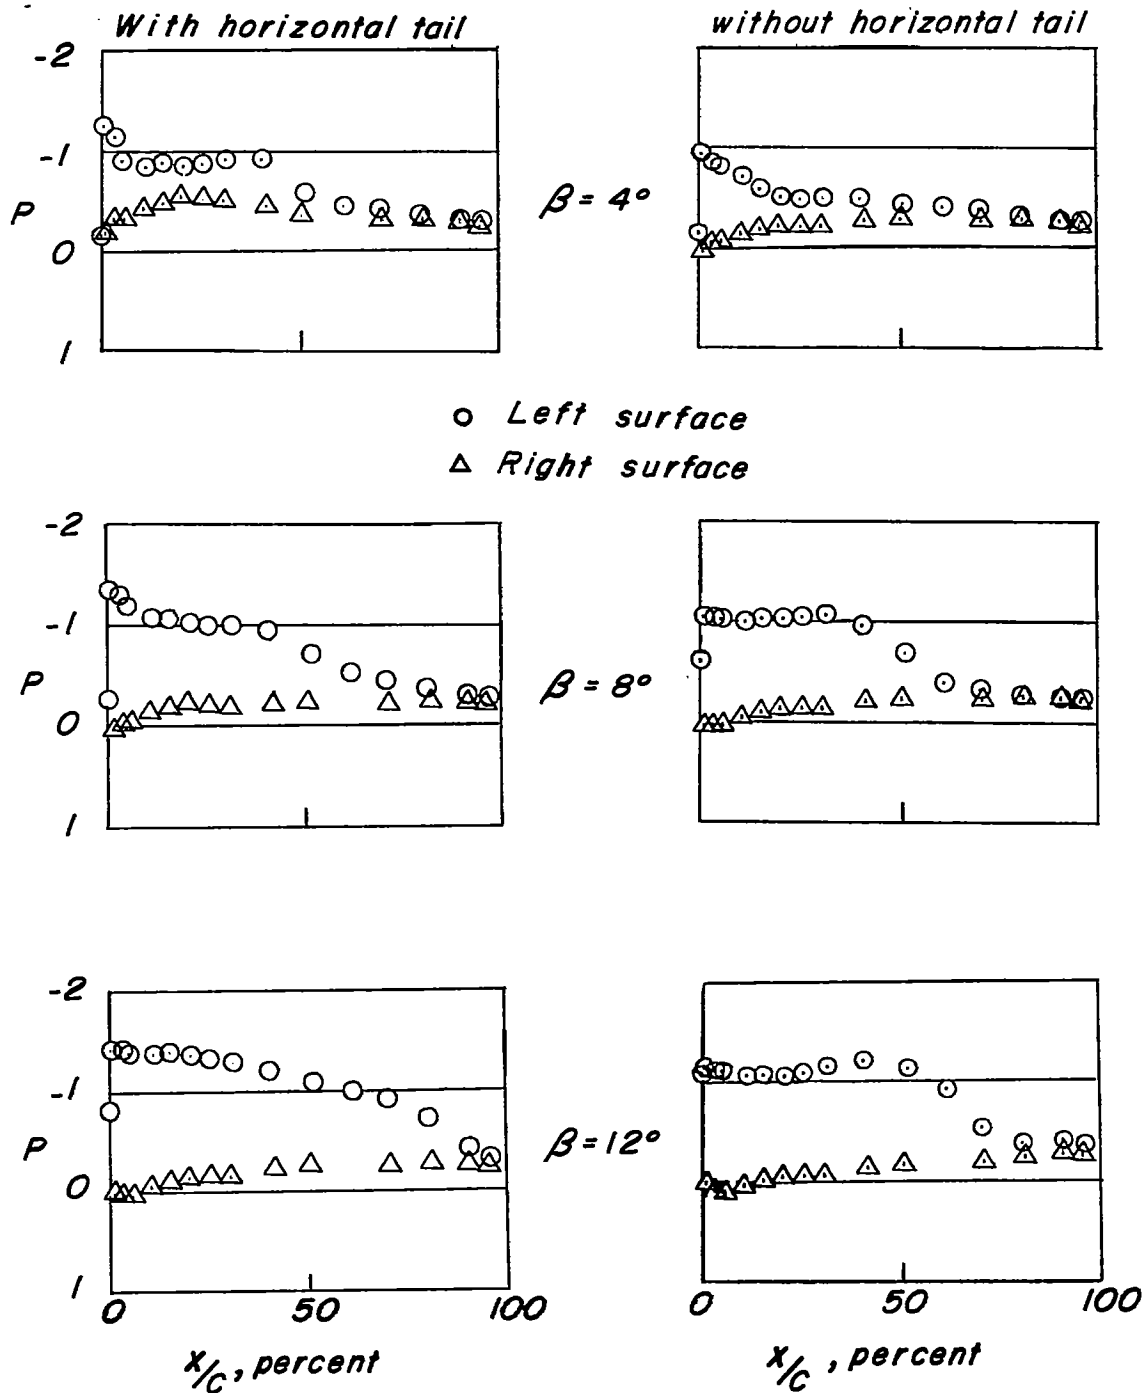 With horizontal tail
without horizontal tail
-2
-1
P
0
1
β = 4°
Left surface
Right surface
-2
-1
P
0
1
β = 8°
-2
-1
P
0
1
β = 12°
0 50 100
0 50 100
x/c, percent
x/c, percent